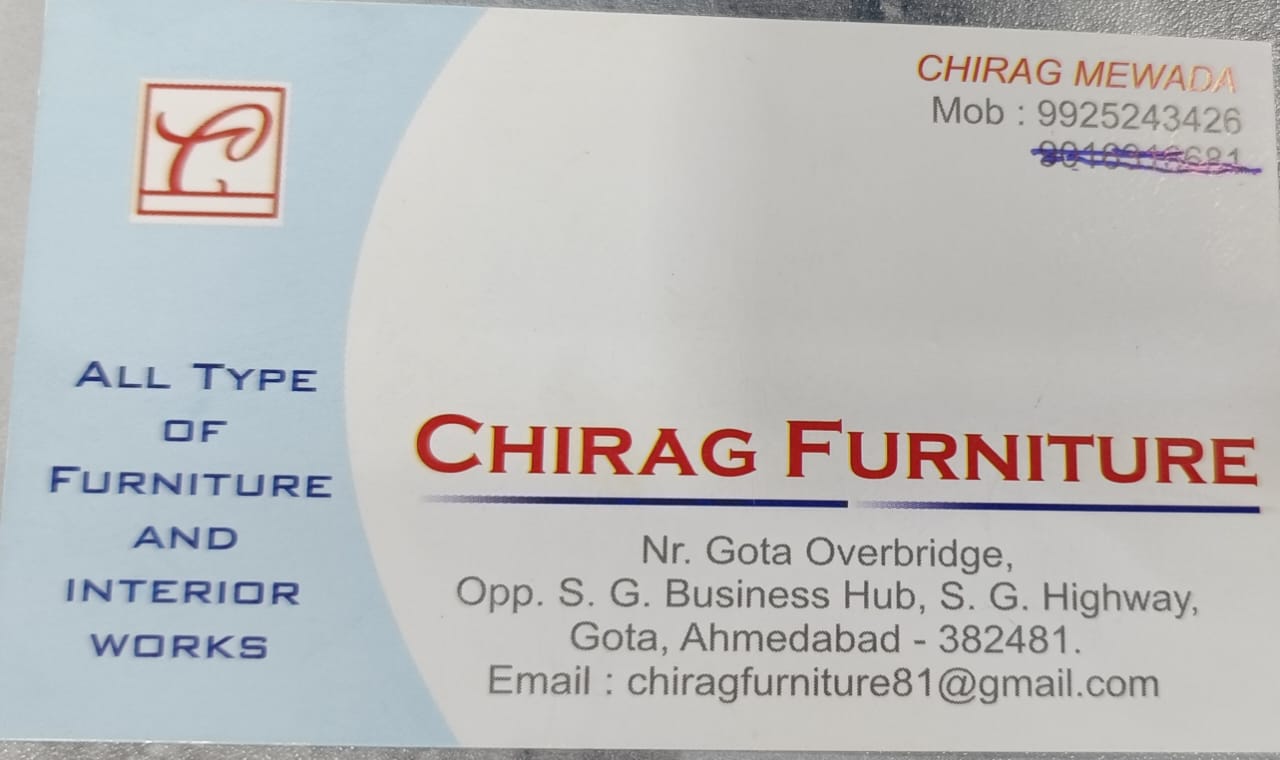 CHIRAG MEWADA
Mob : 9925243426
ALL TYPE
OF
FURNITURE
AND
INTERIOR
WORKS
CHIRAG FURNITURE
Nr. Gota Overbridge,
Opp. S. G. Business Hub, S. G. Highway,
Gota, Ahmedabad - 382481.
Email : chiragfurniture81@gmail.com